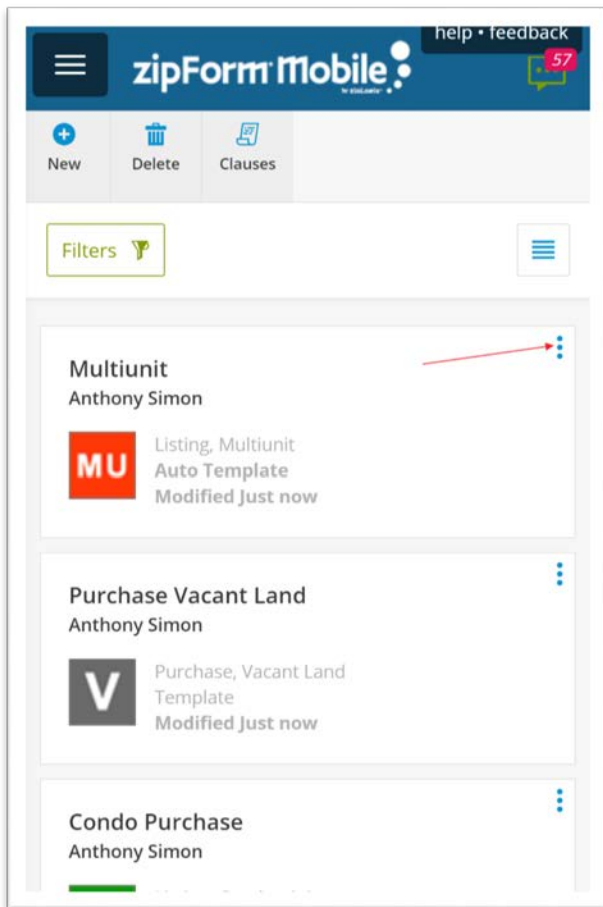 help • feedback
zipForm Mobile
57
New
Delete
Clauses
Filters
Multiunit
Anthony Simon
MU
Listing, Multiunit
Auto Template
Modified Just now
Purchase Vacant Land
Anthony Simon
V
Purchase, Vacant Land
Template
Modified Just now
Condo Purchase
Anthony Simon